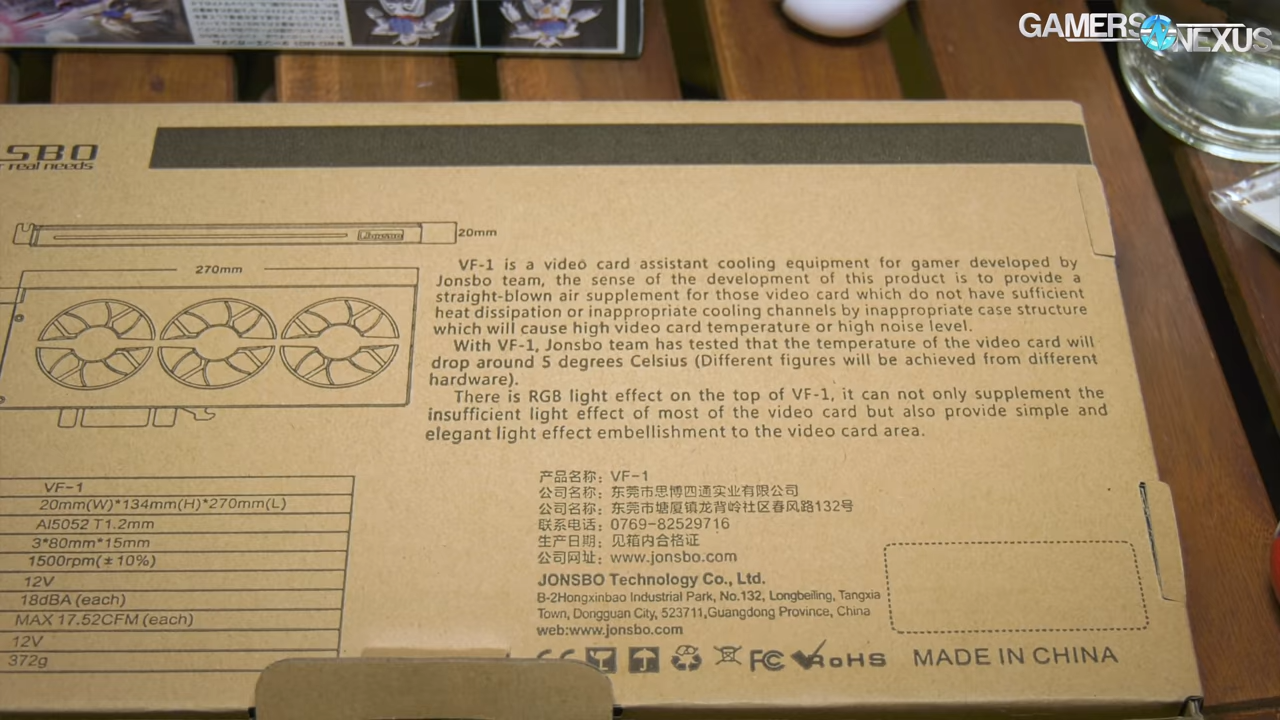 GAMERS NEXUS
SBO
r real needs
Jonsbo
20mm
270mm
VF-1 is a video card assistant cooling equipment for gamer developed by
Jonsbo team, the sense of the development of this product is to provide a
straight-blown air supplement for those video card which do not have sufficient
heat dissipation or inappropriate cooling channels by inappropriate case structure
which will cause high video card temperature or high noise level.
With VF-1, Jonsbo team has tested that the temperature of the video card will
drop around 5 degrees Celsius (Different figures will be achieved from different
hardware).
There is RGB light effect on the top of VF-1, it can not only supplement the
insufficient light effect of most of the video card but also provide simple and
elegant light effect embellishment to the video card area.
VF-1
20mm(W)*134mm(H)*270mm(L)
Al5052 T1.2mm
3*80mm*15mm
1500rpm(±10%)
12V
18dBA (each)
MAX 17.52CFM (each)
12V
372g
产品名称: VF-1
公司名称: 东莞市思博四通实业有限公司
公司名称: 东莞市塘厦镇龙背岭社区春风路132号
联系电话: 0769-82529716
生产日期: 见箱内合格证
公司网址: www.jonsbo.com
JONSBO Technology Co., Ltd.
B-2Hongxinbao Industrial Park, No.132, Longbeiling, Tangxia
Town, Dongguan City, 523711,Guangdong Province, China
web:www.jonsbo.com
CE FC RoHS MADE IN CHINA